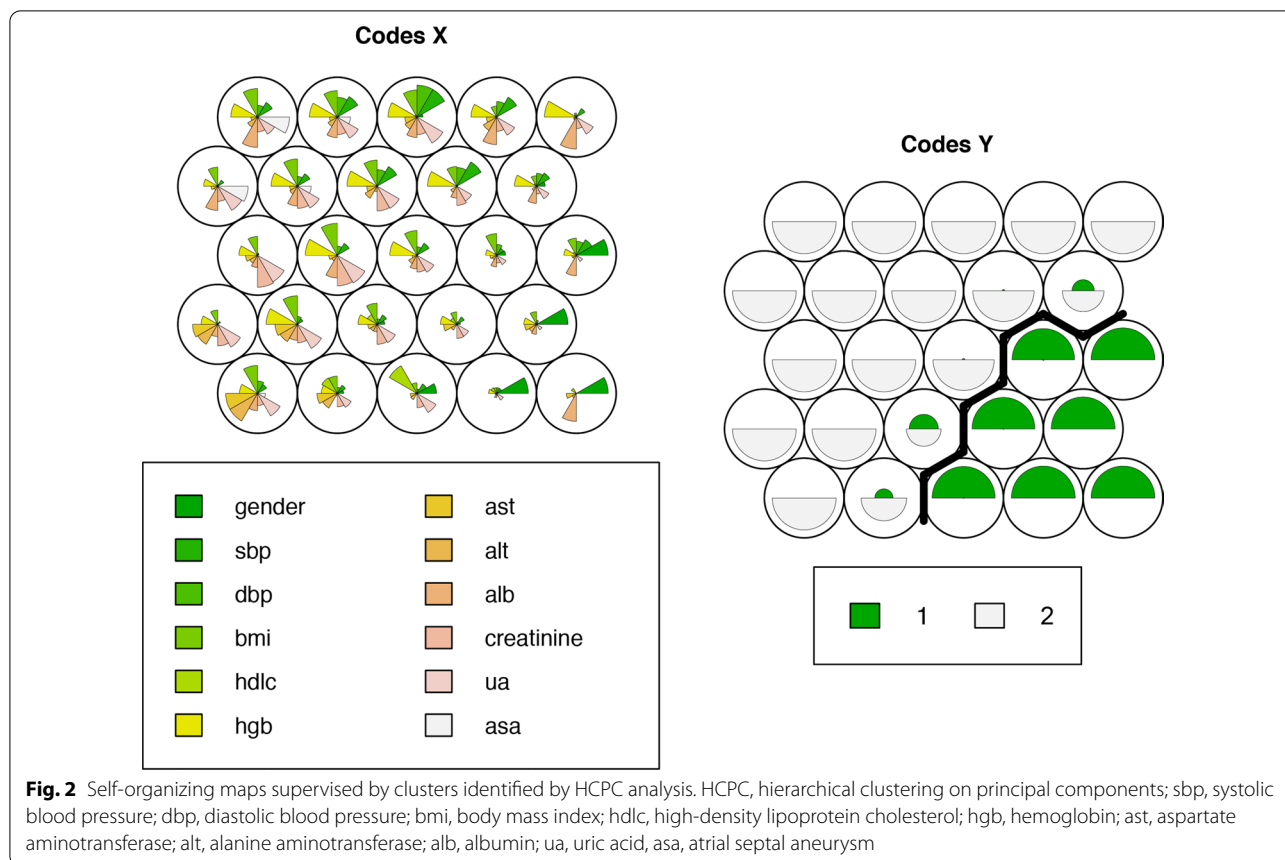 Codes X
Codes Y
gender
sbp
dbp
bmi
hdlc
hgb
ast
alt
alb
creatinine
ua
asa
1 2
Fig. 2 Self-organizing maps supervised by clusters identified by HCPC analysis. HCPC, hierarchical clustering on principal components; sbp, systolic
blood pressure; dbp, diastolic blood pressure; bmi, body mass index; hdlc, high-density lipoprotein cholesterol; hgb, hemoglobin; ast, aspartate
aminotransferase; alt, alanine aminotransferase; alb, albumin; ua, uric acid, asa, atrial septal aneurysm